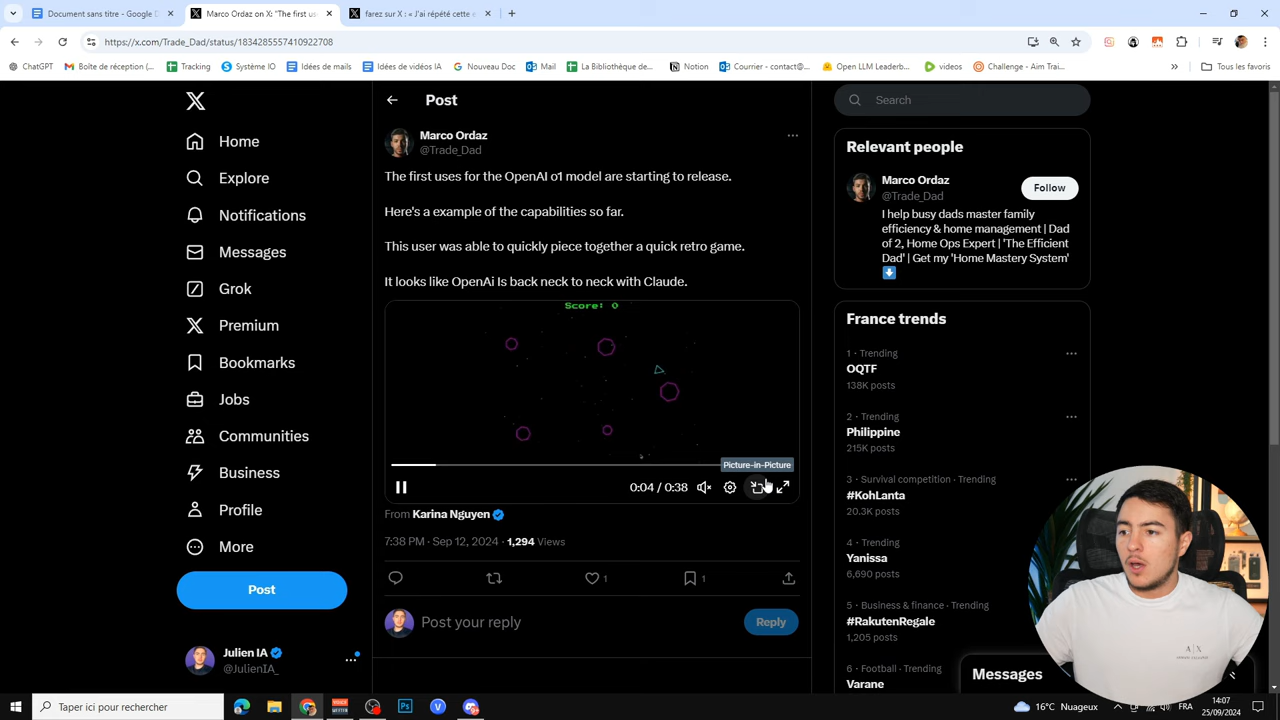 Document sans titre - Google D
Marco Ordaz on X: "The first us
farez sur X : « J'ai répété cette e
https://x.com/Trade_Dad/status/1834285557410922708
ChatGPT
Boîte de réception (...
Tracking
Système IO
Idées de mails
Idées de vidéos
Nouveau Doc
Mail
La Bibliothèque de...
Notion
Courrier - contact@...
Open LLM Leaderb...
videos
Challenge - Aim Trai...
Tous les favoris
Home
Explore
Notifications
Messages
Grok
Premium
Bookmarks
Jobs
Communities
Business
Profile
More
Post
Julien IA
@JulienIA_
Post
Marco Ordaz
@Trade_Dad
The first uses for the OpenAI o1 model are starting to release.
Here's a example of the capabilities so far.
This user was able to quickly piece together a quick retro game.
It looks like OpenAi Is back neck to neck with Claude.
Score: 0
Picture-in-Picture
0:04 / 0:38
From Karina Nguyen
7:38 PM · Sep 12, 2024 · 1,294 Views
1
1
Post your reply
Reply
Search
Relevant people
Marco Ordaz
@Trade_Dad
Follow
I help busy dads master family
efficiency & home management | Dad
of 2, Home Ops Expert | 'The Efficient
Dad' | Get my 'Home Mastery System'
France trends
1 · Trending
OQTF
138K posts
2 · Trending
Philippine
215K posts
3 · Survival competition · Trending
#KohLanta
20.3K posts
4 · Trending
Yanissa
6,690 posts
5 · Business & finance · Trending
#RakutenRegale
1,205 posts
6 · Football · Trending
Varane
Messages
A|X
Taper ici pour rechercher
16°C Nuageux
FRA
14:07
25/09/2024